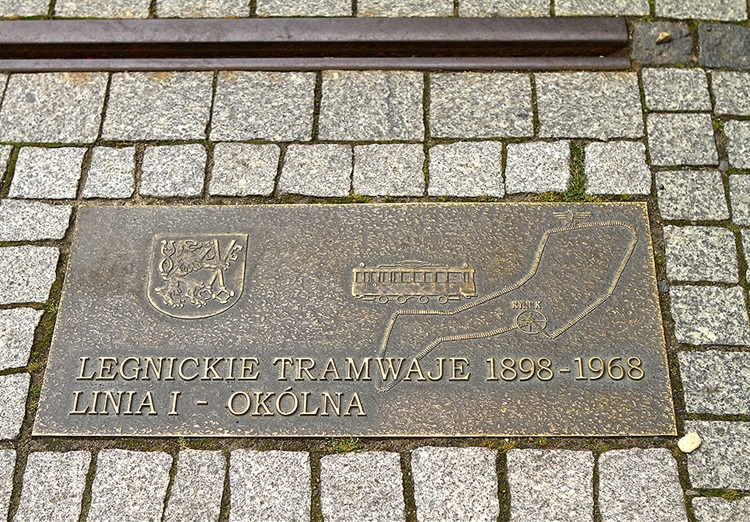 RYNEK
LEGNICKIE TRAMWAJE 1898-1968
LINIA I - OKÓLNA